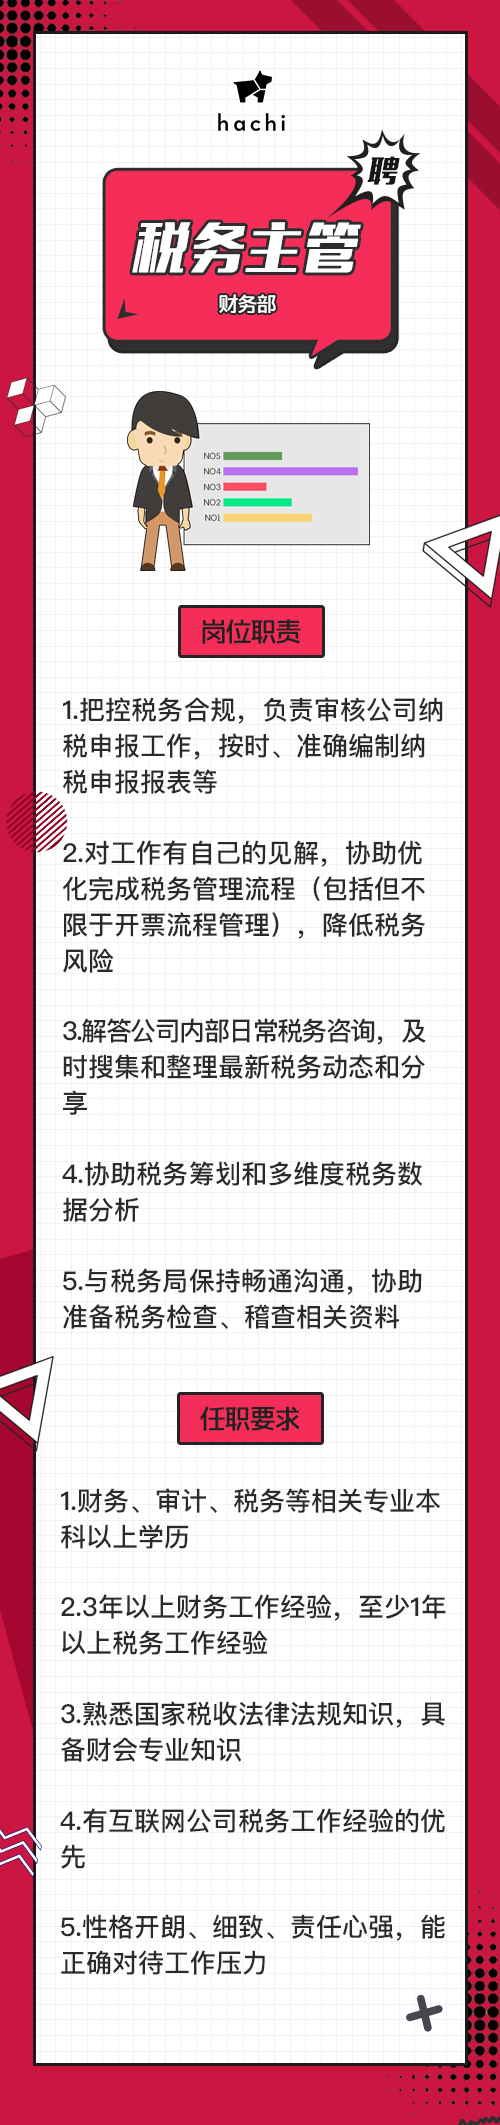 hachi
聘
税务主管
财务部
NO5
NO4
NO3
NO2
NO1
岗位职责
1.把控税务合规，负责审核公司纳
税申报工作，按时、准确编制纳
税申报报表等
2.对工作有自己的见解，协助优
化完成税务管理流程（包括但不
限于开票流程管理），降低税务
风险
3.解答公司内部日常税务咨询，及
时搜集和整理最新税务动态和分
享
4.协助税务筹划和多维度税务数
据分析
5.与税务局保持畅通沟通，协助
准备税务检查、稽查相关资料
任职要求
1.财务、审计、税务等相关专业本
科以上学历
2.3年以上财务工作经验，至少1年
以上税务工作经验
3.熟悉国家税收法律法规知识，具
备财会专业知识
4.有互联网公司税务工作经验的优
先
5.性格开朗、细致、责任心强，能
正确对待工作压力